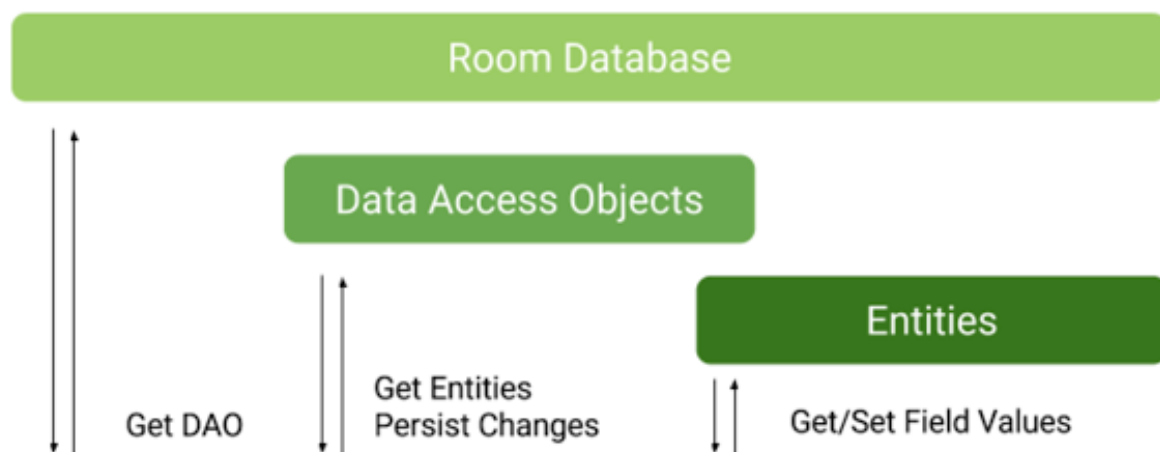 Room Database
Data Access Objects
Entities
Get Entities
Persist Changes
Get DAO
Get/Set Field Values